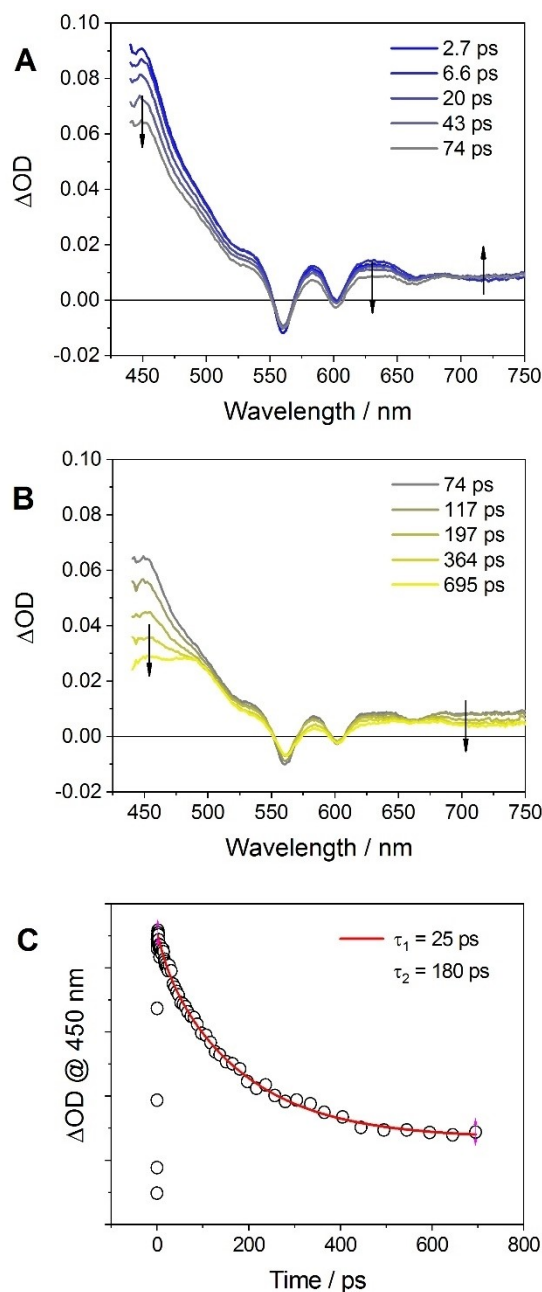 A
0.10
0.08
0.06
0.04
0.02
0.00
-0.02
ΔOD
2.7 ps
6.6 ps
20 ps
43 ps
74 ps
450 500 550 600 650 700 750
Wavelength / nm
B
0.10
0.08
0.06
0.04
0.02
0.00
-0.02
ΔOD
74 ps
117 ps
197 ps
364 ps
695 ps
450 500 550 600 650 700 750
Wavelength / nm
C
ΔOD @ 450 nm
τ₁ = 25 ps
τ₂ = 180 ps
0 200 400 600 800
Time / ps